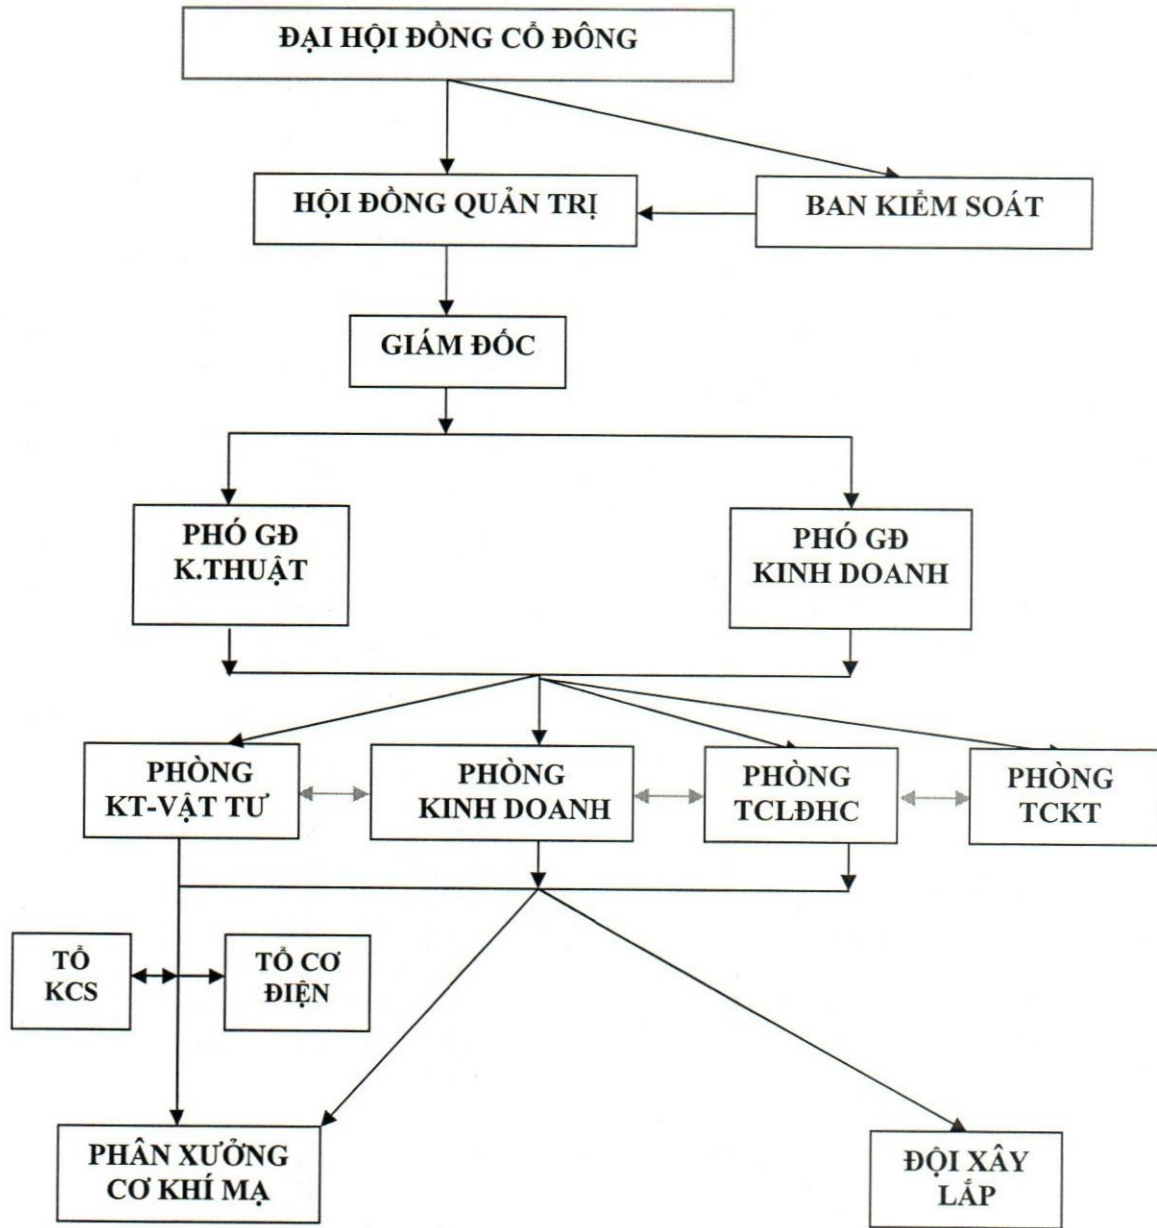 ĐẠI HỘI ĐỒNG CỔ ĐÔNG
HỘI ĐỒNG QUẢN TRỊ
BAN KIỂM SOÁT
GIÁM ĐỐC
PHÓ GĐ
K.THUẬT
PHÓ GĐ
KINH DOANH
PHÒNG
KT-VẬT TƯ
PHÒNG
KINH DOANH
PHÒNG
TCLĐHC
PHÒNG
TCKT
TỔ
KCS
TỔ CƠ
ĐIỆN
PHÂN XƯỞNG
CƠ KHÍ MẠ
ĐỘI XÂY
LẮP